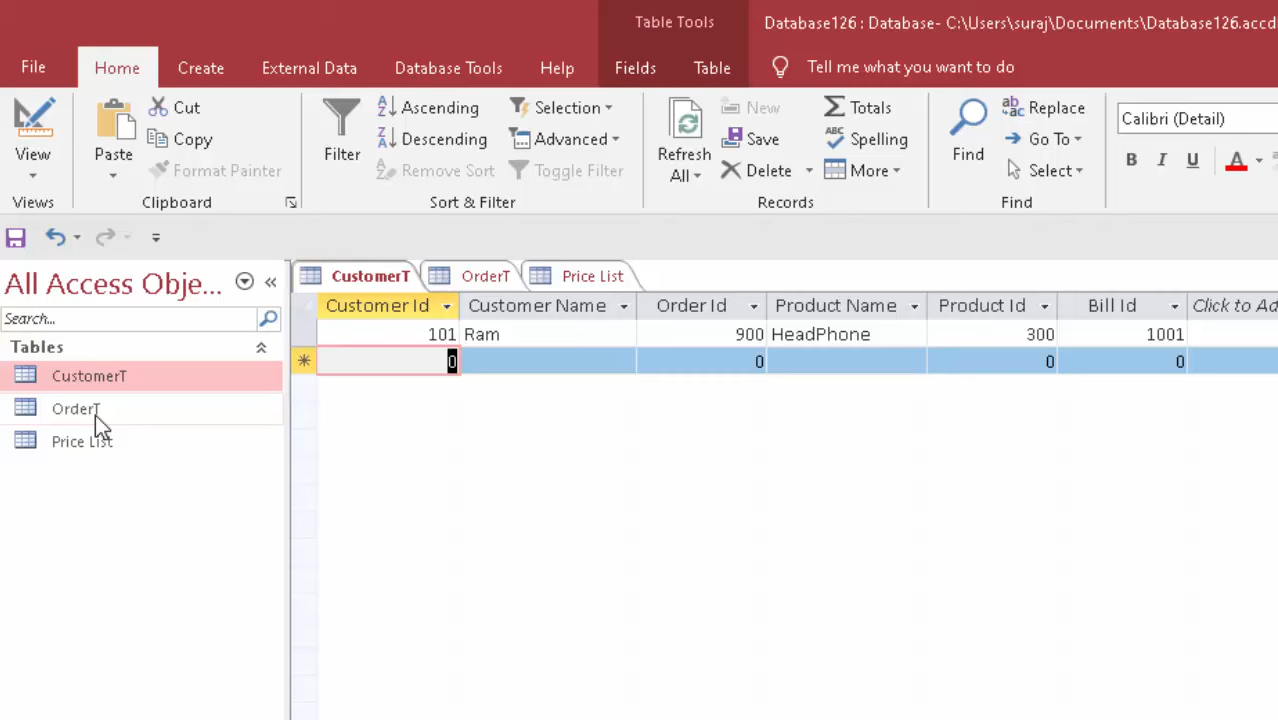 Table Tools
Database126 : Database- C:\Users\suraj\Documents\Database126.accd
File Home Create External Data Database Tools Help Fields Table Tell me what you want to do
View
Views
Paste
Cut
Copy
Format Painter
Clipboard
Filter
Ascending
Descending
Remove Sort
Selection
Advanced
Toggle Filter
Sort & Filter
Refresh
All
New
Save
Delete
Totals
Spelling
More
Records
Find
Replace
Go To
Select
Find
Calibri (Detail)
B I U A
All Access Obje...
Search...
Tables
CustomerT
OrderT
Price List
CustomerT OrderT Price List
Customer Id Customer Name Order Id Product Name Product Id Bill Id Click to Ad
101 Ram 900 HeadPhone 300 1001
0 0 0 0